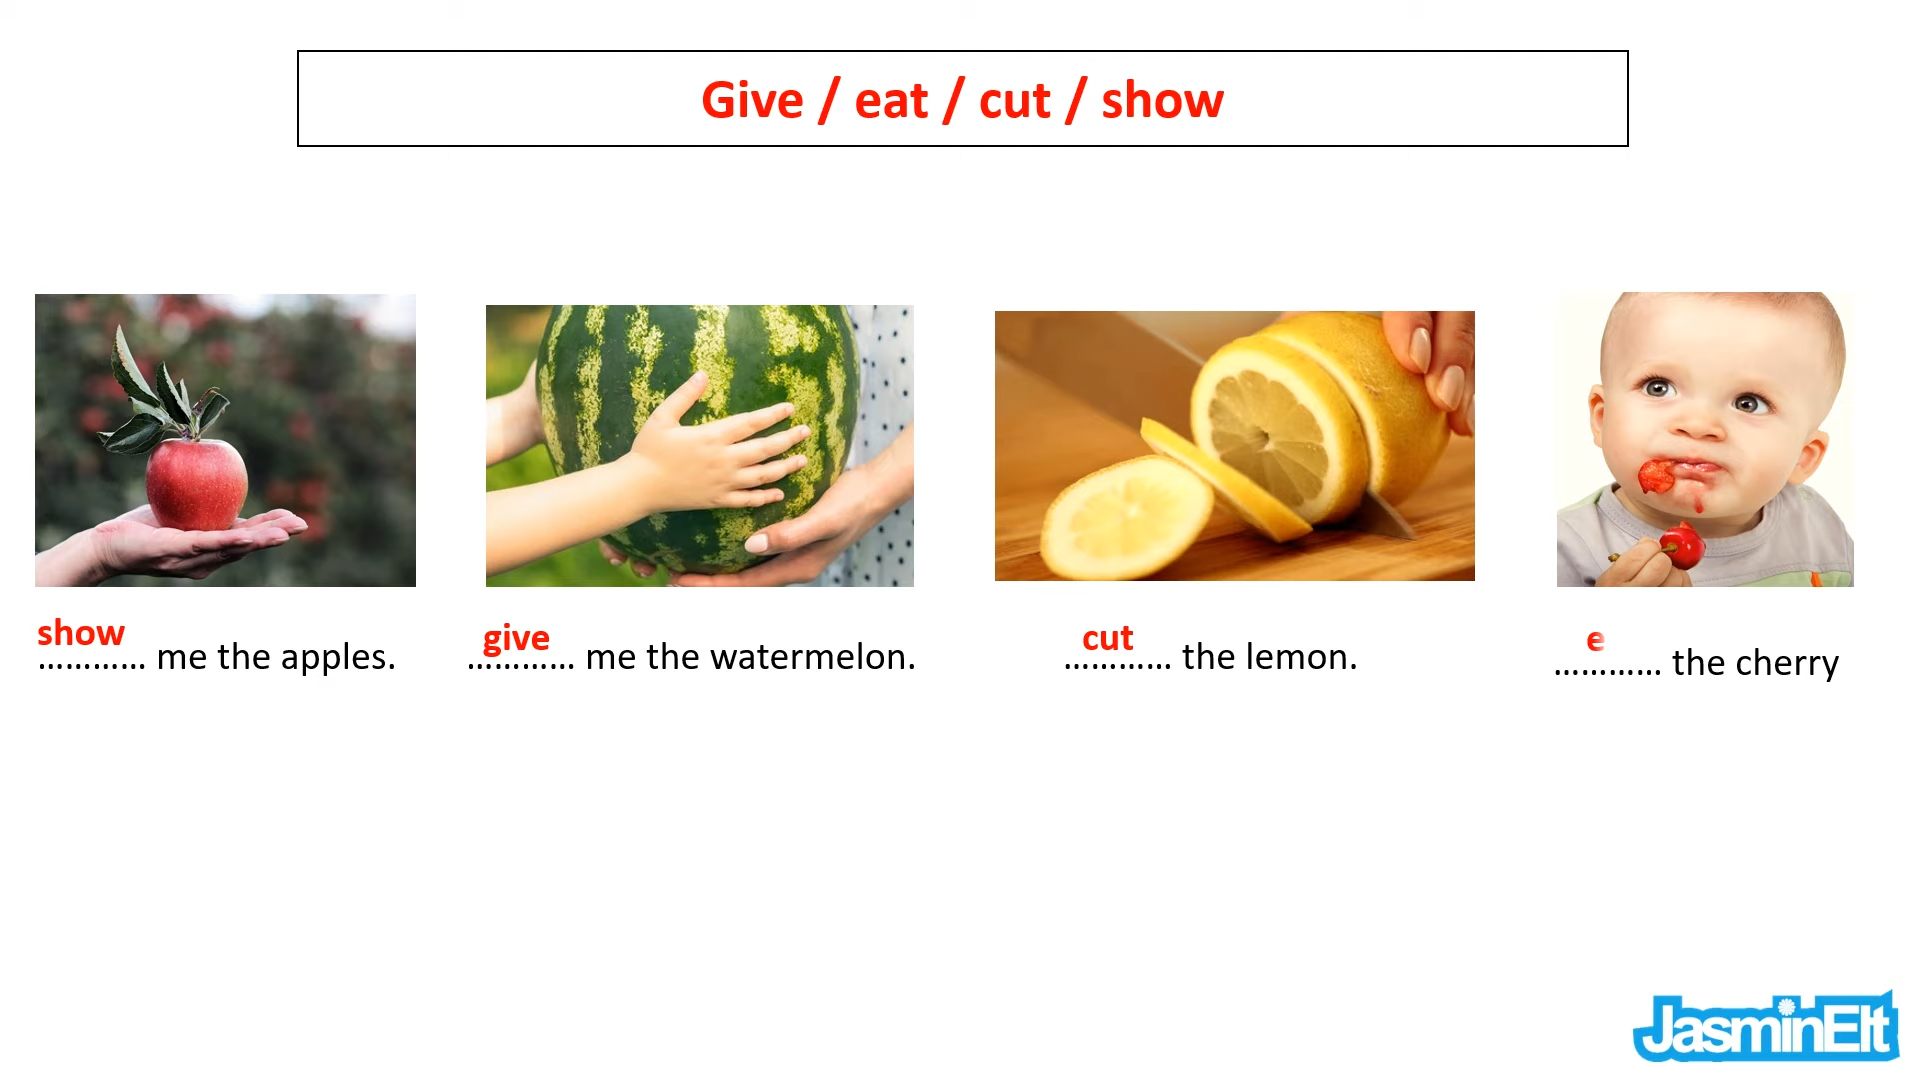 Give / eat / cut / show
show
………… me the apples.
give
………… me the watermelon.
cut
………… the lemon.
e
………… the cherry
JasminElt